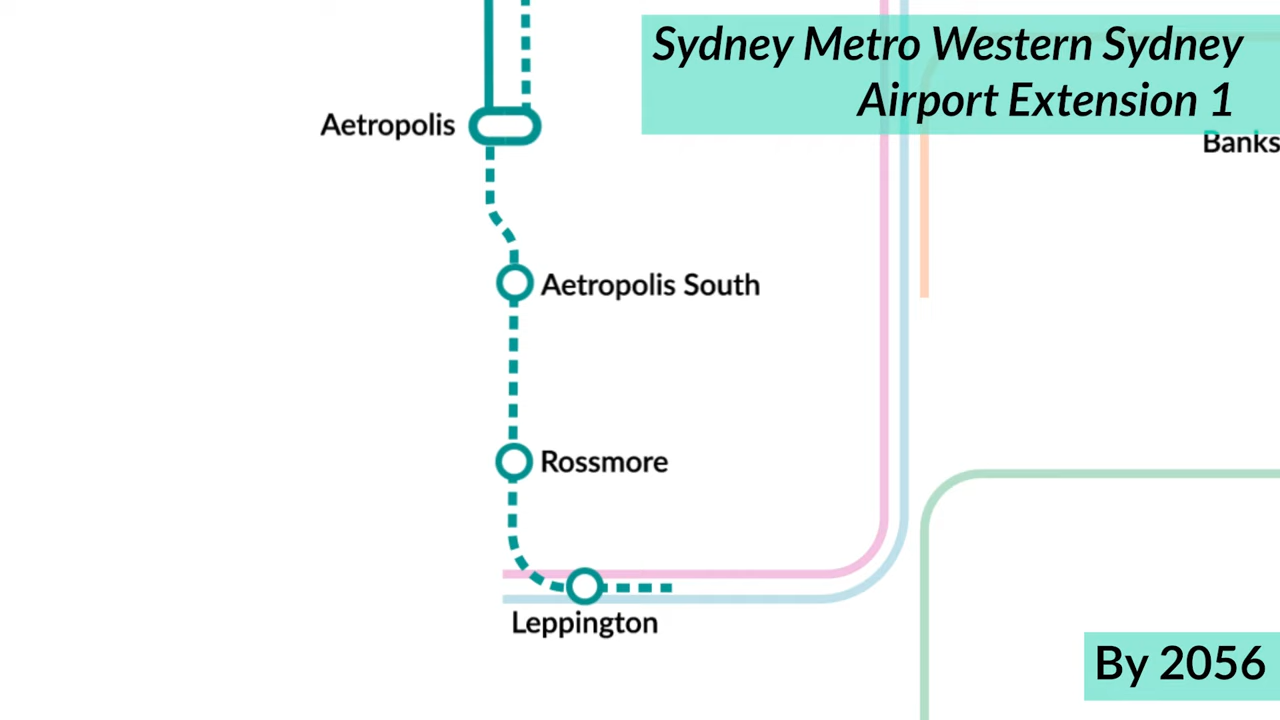 Sydney Metro Western Sydney
Airport Extension 1
Aetropolis
Banks
Aetropolis South
Rossmore
Leppington
By 2056